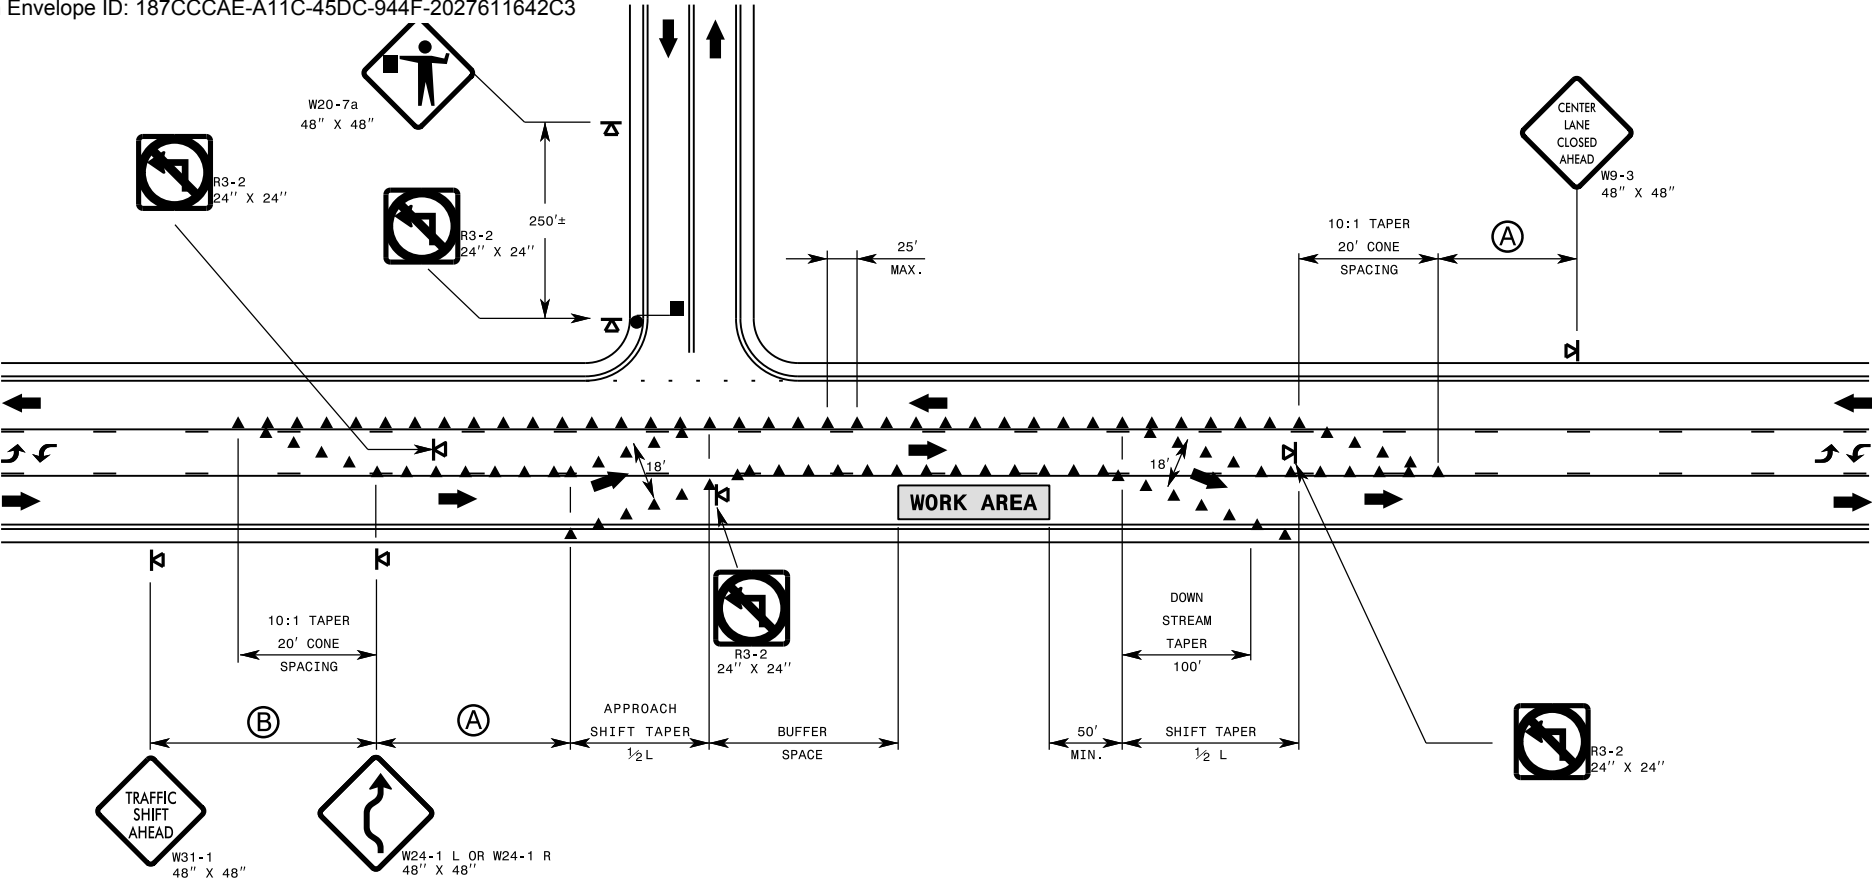 Envelope ID: 187CCCAE-A11C-45DC-944F-2027611642C3
W20-7a
48" X 48"
R3-2
24" X 24"
R3-2
24" X 24"
250'±
25'
MAX.
10:1 TAPER
20' CONE
SPACING
A
CENTER
LANE
CLOSED
AHEAD
W9-3
48" X 48"
18'
18'
WORK AREA
10:1 TAPER
20' CONE
SPACING
R3-2
24" X 24"
DOWN
STREAM
TAPER
100'
B
A
APPROACH
SHIFT TAPER
½ L
BUFFER
SPACE
50'
MIN.
SHIFT TAPER
½ L
R3-2
24" X 24"
TRAFFIC
SHIFT
AHEAD
W31-1
48" X 48"
W24-1 L OR W24-1 R
48" X 48"